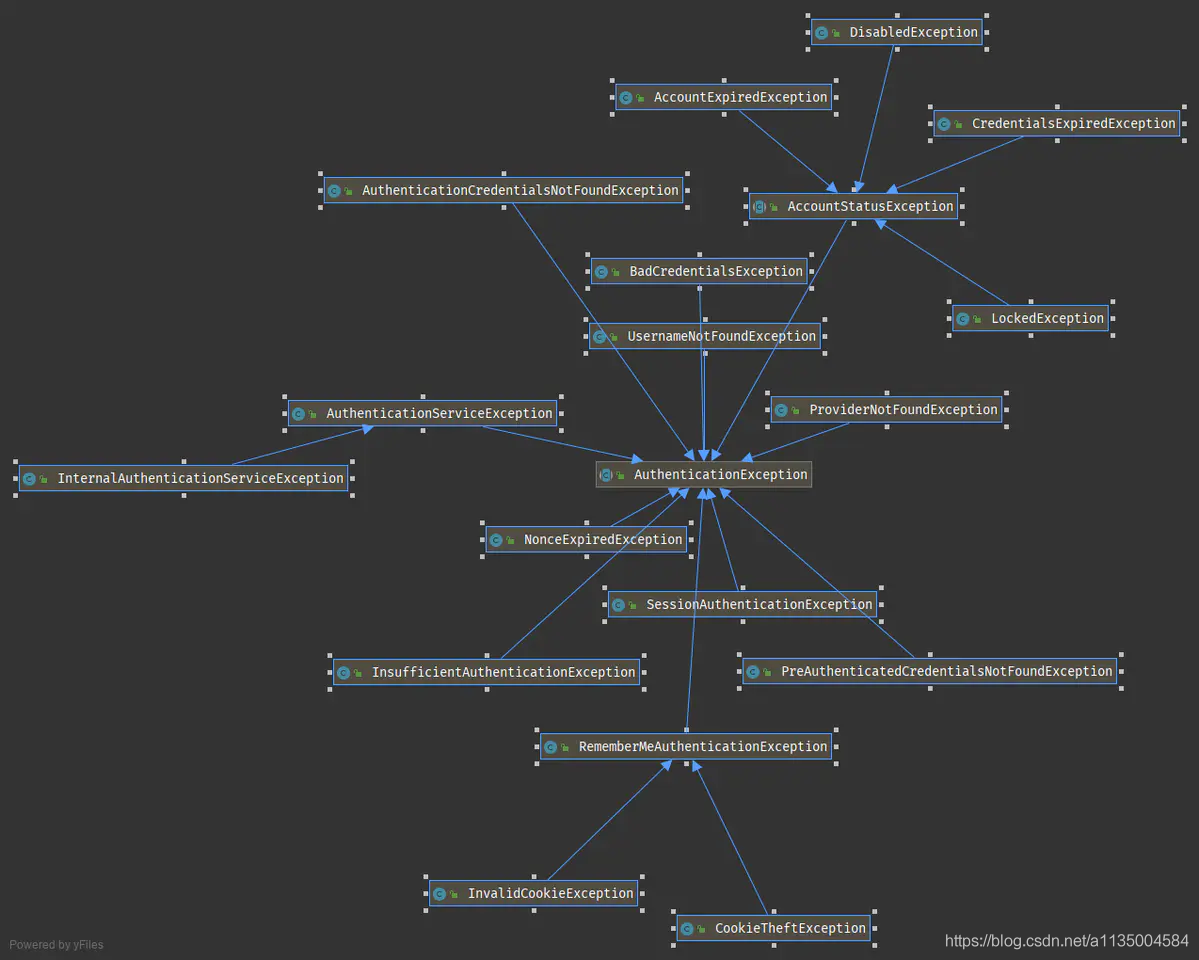 DisabledException
AccountExpiredException
CredentialsExpiredException
AuthenticationCredentialsNotFoundException
AccountStatusException
BadCredentialsException
LockedException
UsernameNotFoundException
AuthenticationServiceException
ProviderNotFoundException
InternalAuthenticationServiceException
AuthenticationException
NonceExpiredException
SessionAuthenticationException
InsufficientAuthenticationException
PreAuthenticatedCredentialsNotFoundException
RememberMeAuthenticationException
InvalidCookieException
CookieTheftException
Powered by yFiles
https://blog.csdn.net/a1135004584